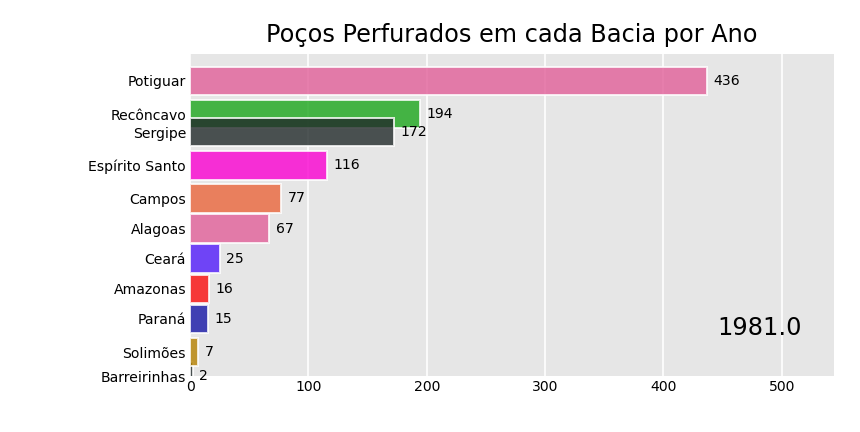 Poços Perfurados em cada Bacia por Ano
Potiguar 436
Recôncavo 194
Sergipe 172
Espírito Santo 116
Campos 77
Alagoas 67
Ceará 25
Amazonas 16
Paraná 15
1981.0
Solimões 7
Barreirinhas 2
0 100 200 300 400 500